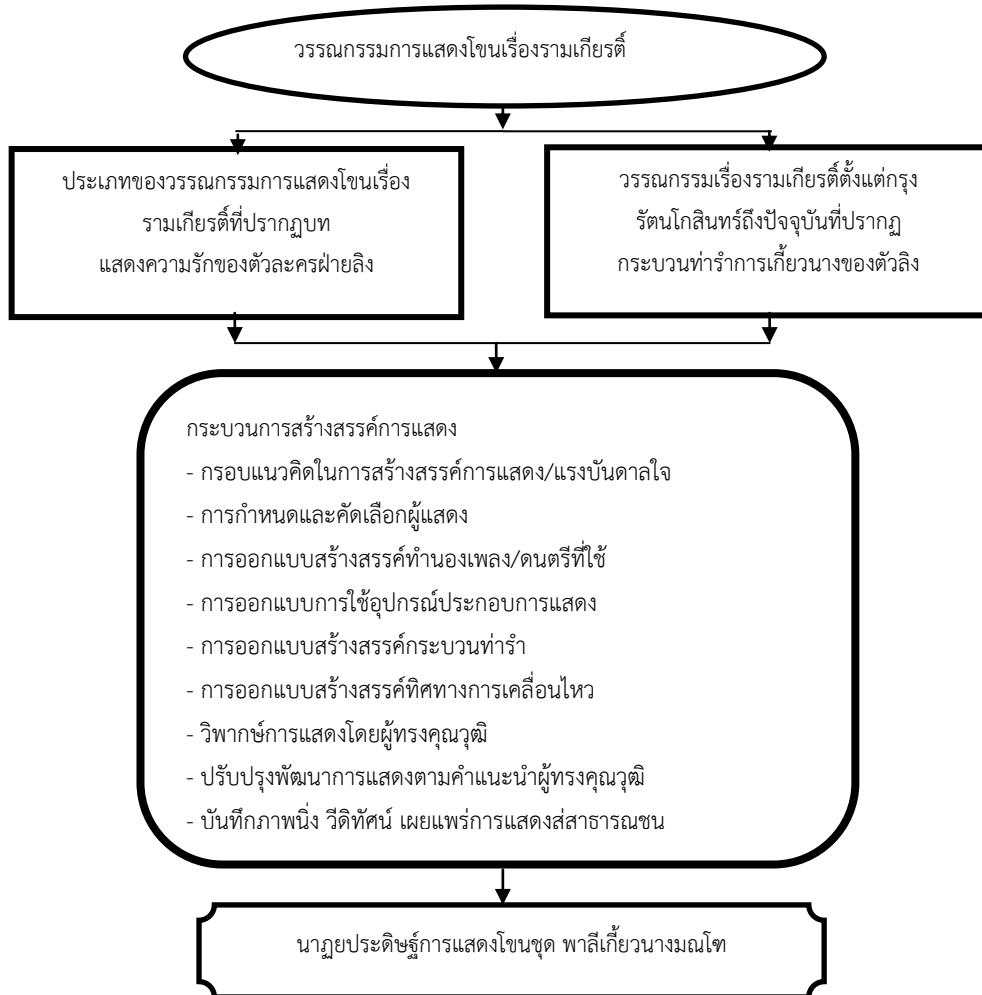 วรรณกรรมการแสดงโขนเรื่องรามเกียรติ์
ประเภทของวรรณกรรมการแสดงโขนเรื่อง
รามเกียรติ์ที่ปรากฏบท
แสดงความรักของตัวละครฝ่ายลิง
วรรณกรรมเรื่องรามเกียรติ์ตั้งแต่กรุง
รัตนโกสินทร์ถึงปัจจุบันที่ปรากฏ
กระบวนท่ารำการเกี้ยวนางของตัวลิง
กระบวนการสร้างสรรค์การแสดง
- กรอบแนวคิดในการสร้างสรรค์การแสดง/แรงบันดาลใจ
- การกำหนดและคัดเลือกผู้แสดง
- การออกแบบสร้างสรรค์ทำนองเพลง/ดนตรีที่ใช้
- การออกแบบการใช้อุปกรณ์ประกอบการแสดง
- การออกแบบสร้างสรรค์กระบวนท่ารำ
- การออกแบบสร้างสรรค์ทิศทางการเคลื่อนไหว
- วิพากษ์การแสดงโดยผู้ทรงคุณวุฒิ
- ปรับปรุงพัฒนาการแสดงตามคำแนะนำผู้ทรงคุณวุฒิ
- บันทึกภาพนิ่ง วีดิทัศน์ เผยแพร่การแสดงส่สาธารณชน
นาฏยประดิษฐ์การแสดงโขนชุด พาลีเกี้ยวนางมณโฑ